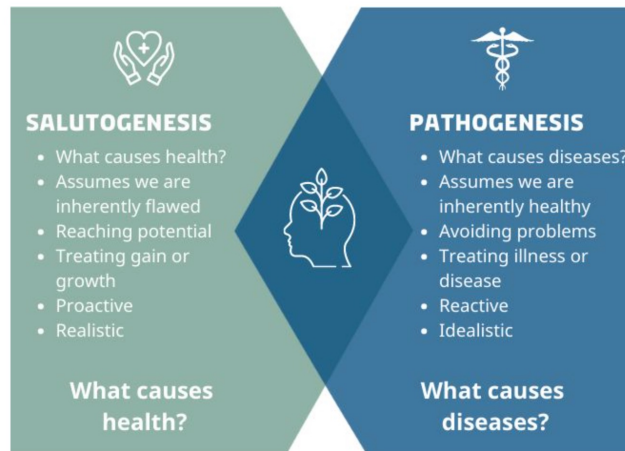 SALUTOGENESIS
• What causes health?
• Assumes we are
inherently flawed
• Reaching potential
• Treating gain or
growth
• Proactive
• Realistic
What causes
health?
PATHOGENESIS
• What causes diseases?
• Assumes we are
inherently healthy
• Avoiding problems
• Treating illness or
disease
• Reactive
• Idealistic
What causes
diseases?